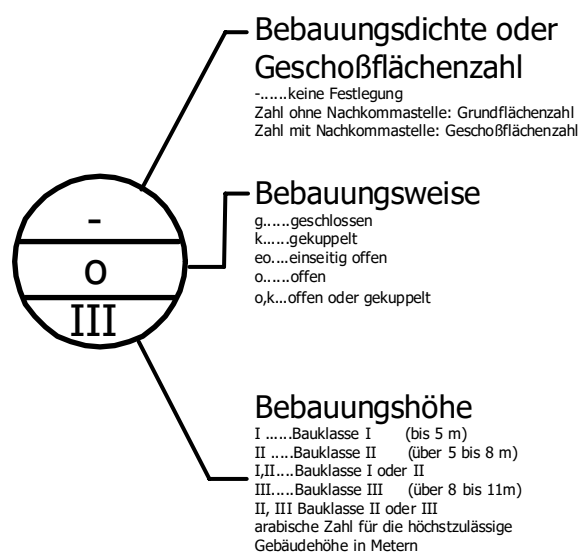 Bebauungsdichte oder
Geschoßflächenzahl
-......keine Festlegung
Zahl ohne Nachkommastelle: Grundflächenzahl
Zahl mit Nachkommastelle: Geschoßflächenzahl
-
o
III
Bebauungsweise
g......geschlossen
k......gekuppelt
eo....einseitig offen
o......offen
o,k...offen oder gekuppelt
Bebauungshöhe
I ......Bauklasse I (bis 5 m)
II .....Bauklasse II (über 5 bis 8 m)
I,II....Bauklasse I oder II
III.....Bauklasse III (über 8 bis 11m)
II, III Bauklasse II oder III
arabische Zahl für die höchstzulässige
Gebäudehöhe in Metern